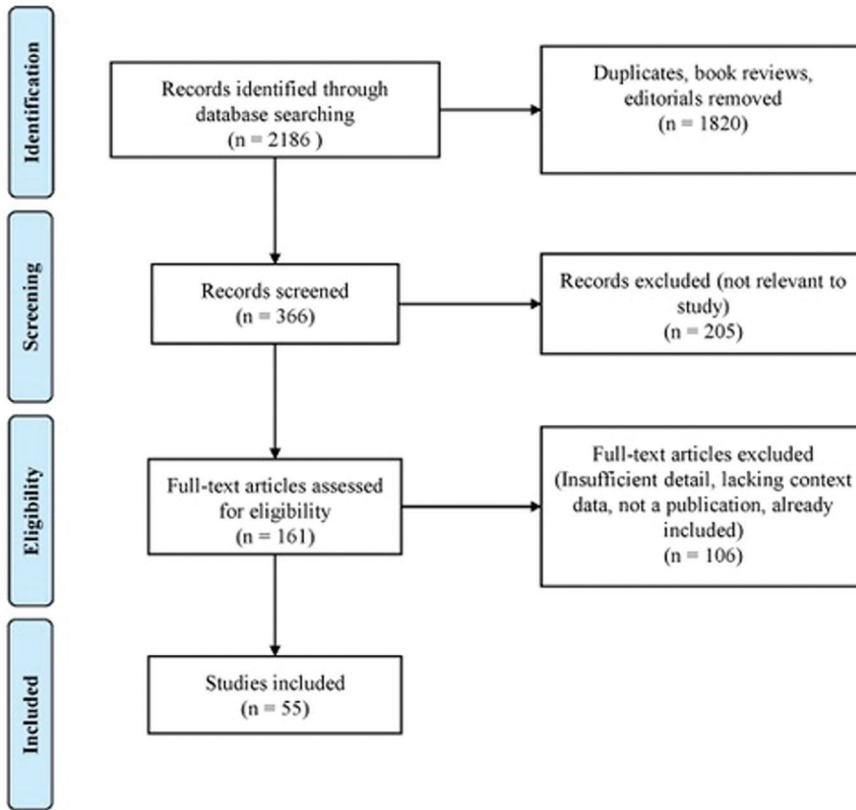 Identification
Records identified through
database searching
(n = 2186 )
Duplicates, book reviews,
editorials removed
(n = 1820)
Screening
Records screened
(n = 366)
Records excluded (not relevant to
study)
(n = 205)
Eligibility
Full-text articles assessed
for eligibility
(n = 161)
Full-text articles excluded
(Insufficient detail, lacking context
data, not a publication, already
included)
(n = 106)
Included
Studies included
(n = 55)